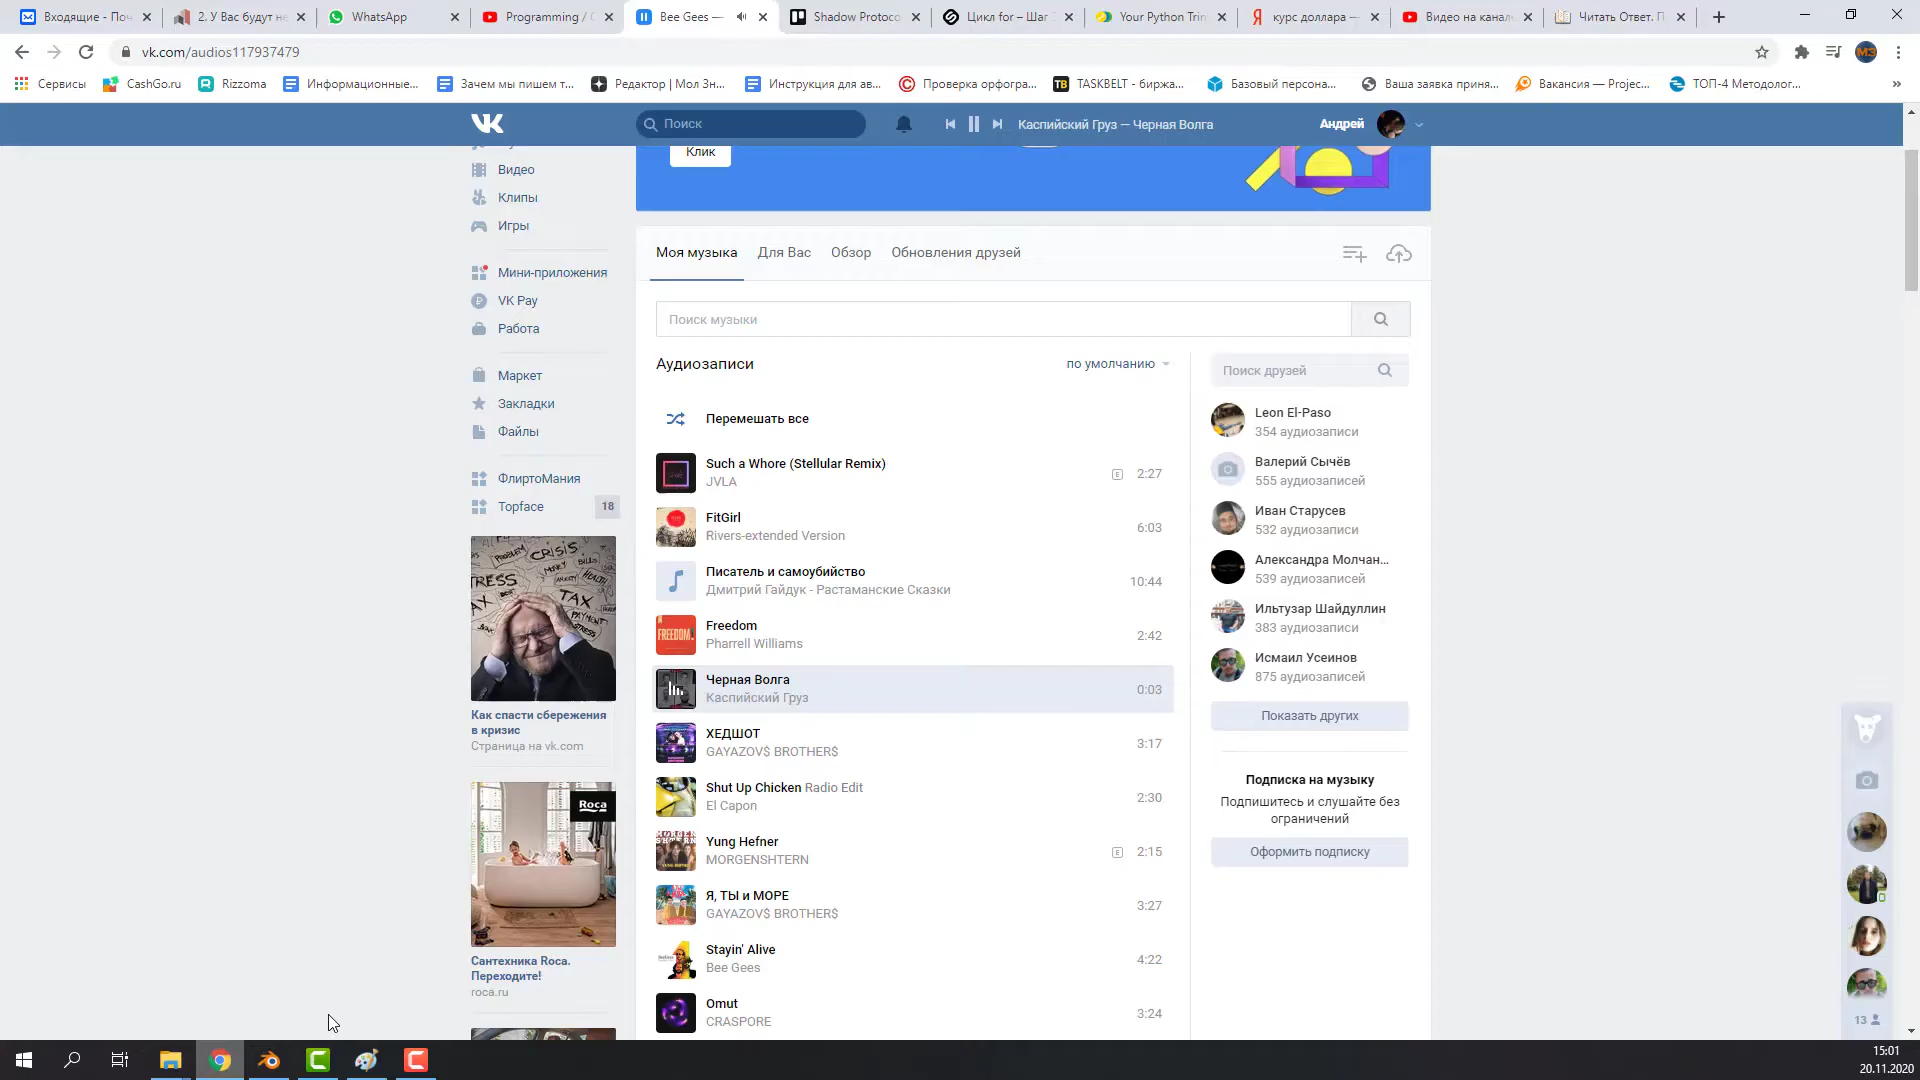 Входящие - Поч
2. У Вас будут не
WhatsApp
Programming / C
Bee Gees —
Shadow Protoco
Цикл for – Шаг
Your Python Trin
курс доллара —
Видео на канал
Читать Ответ. П
vk.com/audios117937479
Сервисы
CashGo.ru
Rizzoma
Информационные...
Зачем мы пишем т...
Редактор | Мол Зн...
Инструкция для ав...
Проверка орфогра...
TASKBELT - биржа...
Базовый персона...
Ваша заявка приня...
Вакансия — Projec...
ТОП-4 Методолог...
Поиск
Каспийский Груз — Черная Волга
Андрей
Клик
Видео
Клипы
Игры
Мини-приложения
VK Pay
Работа
Маркет
Закладки
Файлы
ФлиртоМания
Topface
18
CRISIS
PROBLEM
TAX
Как спасти сбережения
в кризис
Страница на vk.com
Roca
Сантехника Roca.
Переходите!
roca.ru
Моя музыка
Для Вас
Обзор
Обновления друзей
Поиск музыки
Аудиозаписи
по умолчанию
Перемешать все
Such a Whore (Stellular Remix)
JVLA
E 2:27
FitGirl
Rivers-extended Version
6:03
Писатель и самоубийство
Дмитрий Гайдук - Растаманские Сказки
10:44
FREEDOM
Freedom
Pharrell Williams
2:42
Черная Волга
Каспийский Груз
0:03
ХЕДШОТ
GAYAZOV$ BROTHER$
3:17
Shut Up Chicken Radio Edit
El Capon
2:30
Yung Hefner
MORGENSHTERN
E 2:15
Я, ТЫ и МОРЕ
GAYAZOV$ BROTHER$
3:27
Stayin' Alive
Bee Gees
4:22
Omut
CRASPORE
3:24
Поиск друзей
Leon El-Paso
354 аудиозаписи
Валерий Сычёв
555 аудиозаписей
Иван Старусев
532 аудиозаписи
Александра Молчан...
539 аудиозаписей
Ильтузар Шайдуллин
383 аудиозаписи
Исмаил Усеинов
875 аудиозаписей
Показать других
Подписка на музыку
Подпишитесь и слушайте без
ограничений
Оформить подписку
13
15:01
20.11.2020